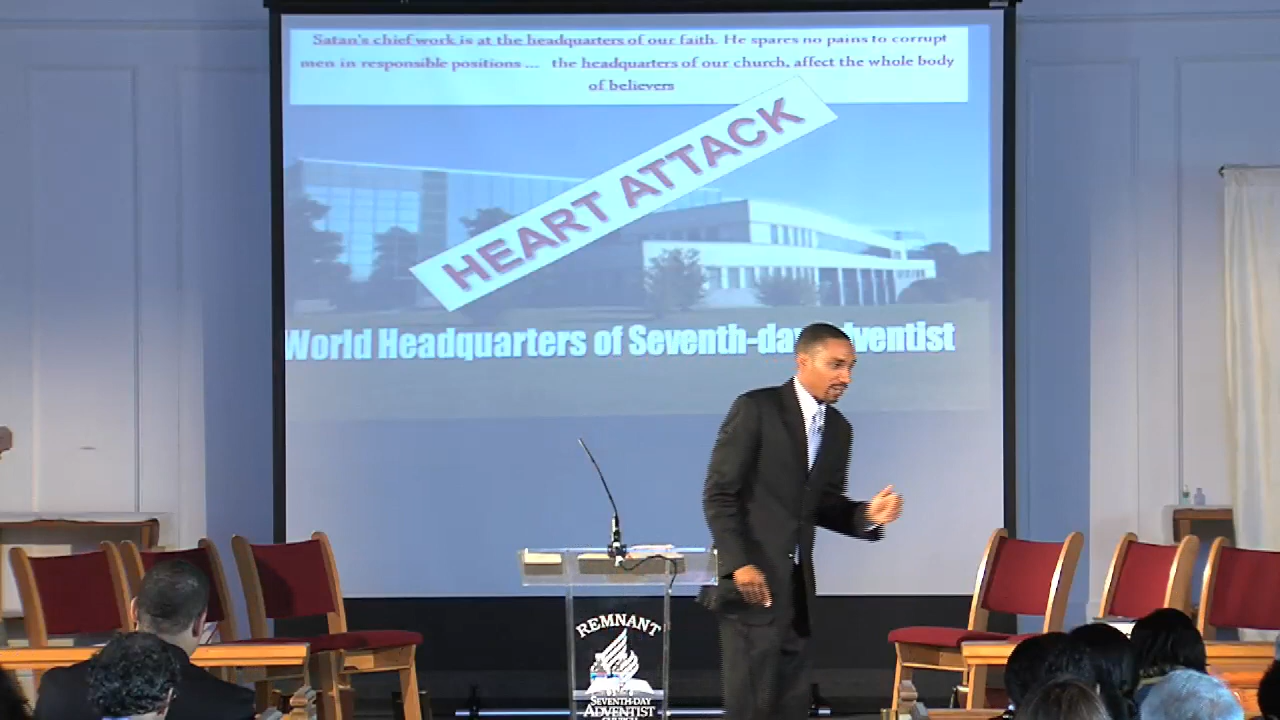 Satan's chief work is at the headquarters of our faith. He spares no pains to corrupt
men in responsible positions ... the headquarters of our church, affect the whole body
of believers
HEART ATTACK
World Headquarters of Seventh-day Adventist
REMNANT
SEVENTH-DAY
ADVENTIST
CHURCH